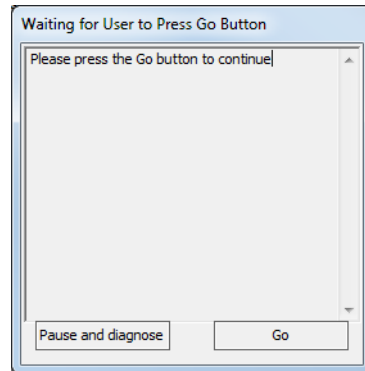 Waiting for User to Press Go Button
Please press the Go button to continue
Pause and diagnose
Go